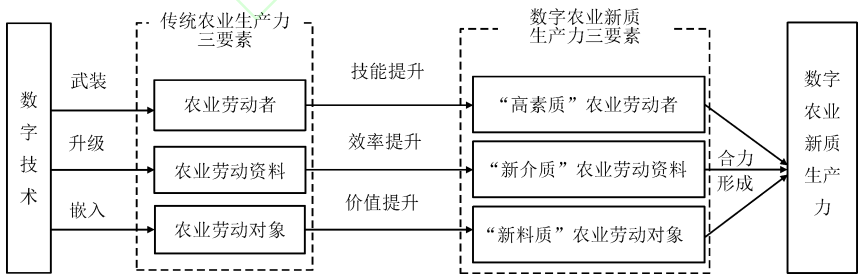 传统农业生产力
三要素
数字农业新质
生产力三要素
数字技术
武装
升级
嵌入
农业劳动者
农业劳动资料
农业劳动对象
技能提升
效率提升
价值提升
“高素质”农业劳动者
“新介质”农业劳动资料
“新料质”农业劳动对象
合力
形成
数字
农业
新质
生产
力